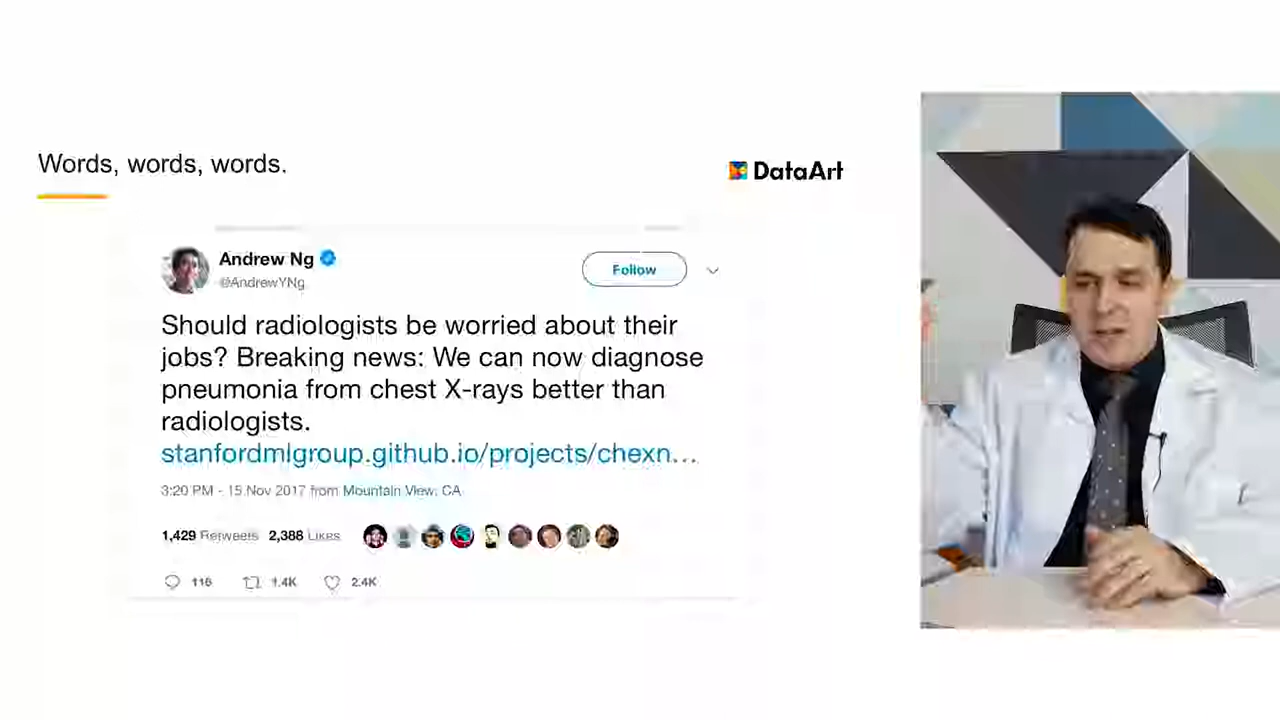 Words, words, words.
DataArt
Andrew Ng
@AndrewYNg
Follow
Should radiologists be worried about their
jobs? Breaking news: We can now diagnose
pneumonia from chest X-rays better than
radiologists.
stanfordmlgroup.github.io/projects/chexn…
3:20 PM - 15 Nov 2017 from Mountain View, CA
1,429 Retweets 2,388 Likes
116 1.4K 2.4K